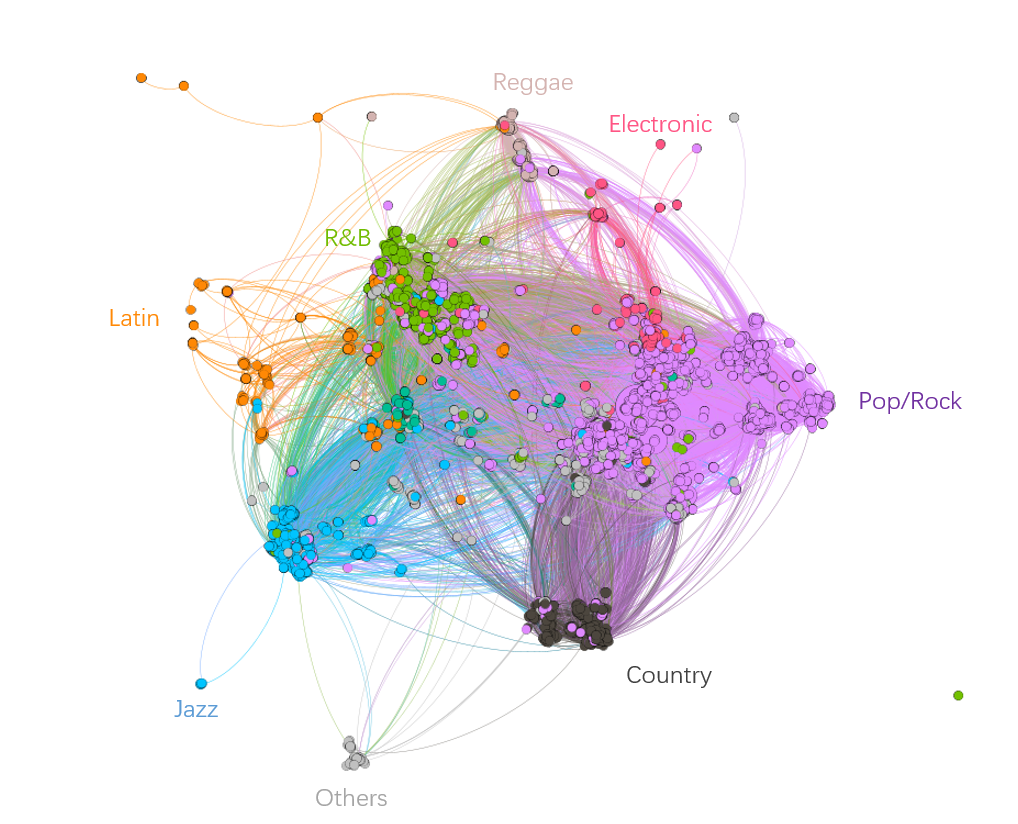 Reggae
Electronic
R&B
Latin
Pop/Rock
Country
Jazz
Others